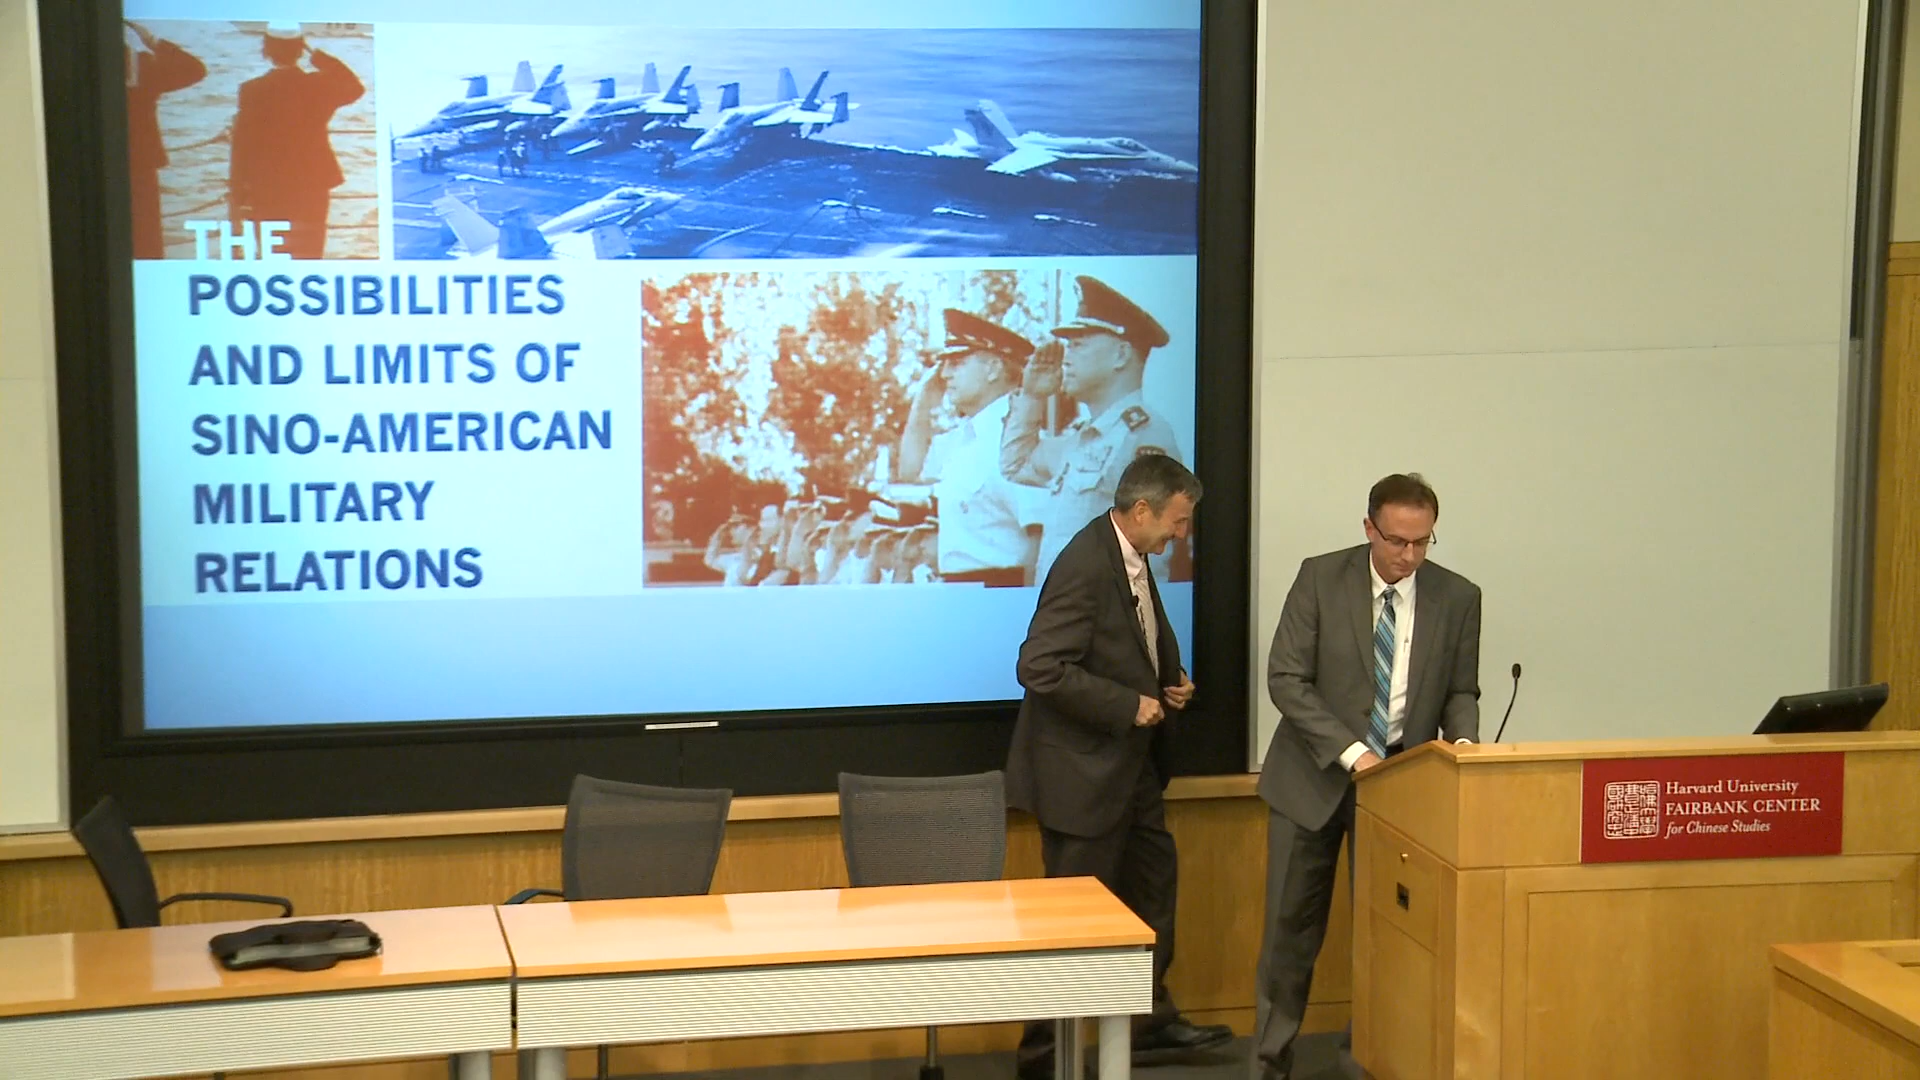 THE
POSSIBILITIES
AND LIMITS OF
SINO-AMERICAN
MILITARY
RELATIONS
Harvard University
FAIRBANK CENTER
for Chinese Studies